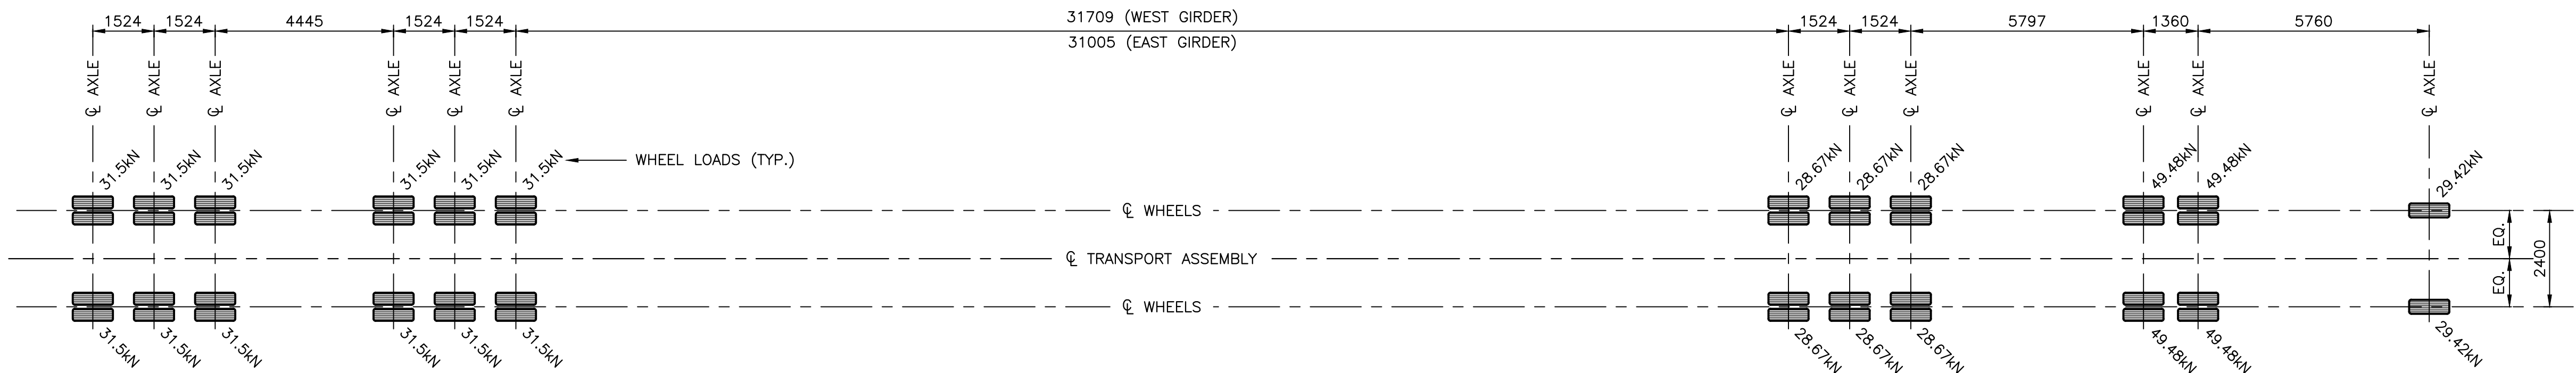 1524 1524 4445 1524 1524 31709 (WEST GIRDER) 1524 1524 5797 1360 5760
31005 (EAST GIRDER)
℄ AXLE ℄ AXLE ℄ AXLE ℄ AXLE ℄ AXLE ℄ AXLE ℄ AXLE ℄ AXLE ℄ AXLE ℄ AXLE ℄ AXLE ℄ AXLE
31.5kN 31.5kN 31.5kN 31.5kN 31.5kN 31.5kN WHEEL LOADS (TYP.) 28.67kN 28.67kN 28.67kN 49.48kN 49.48kN 29.42kN
℄ WHEELS
EQ.
℄ TRANSPORT ASSEMBLY
2400
EQ.
℄ WHEELS
31.5kN 31.5kN 31.5kN 31.5kN 31.5kN 31.5kN 28.67kN 28.67kN 28.67kN 49.48kN 49.48kN 29.42kN